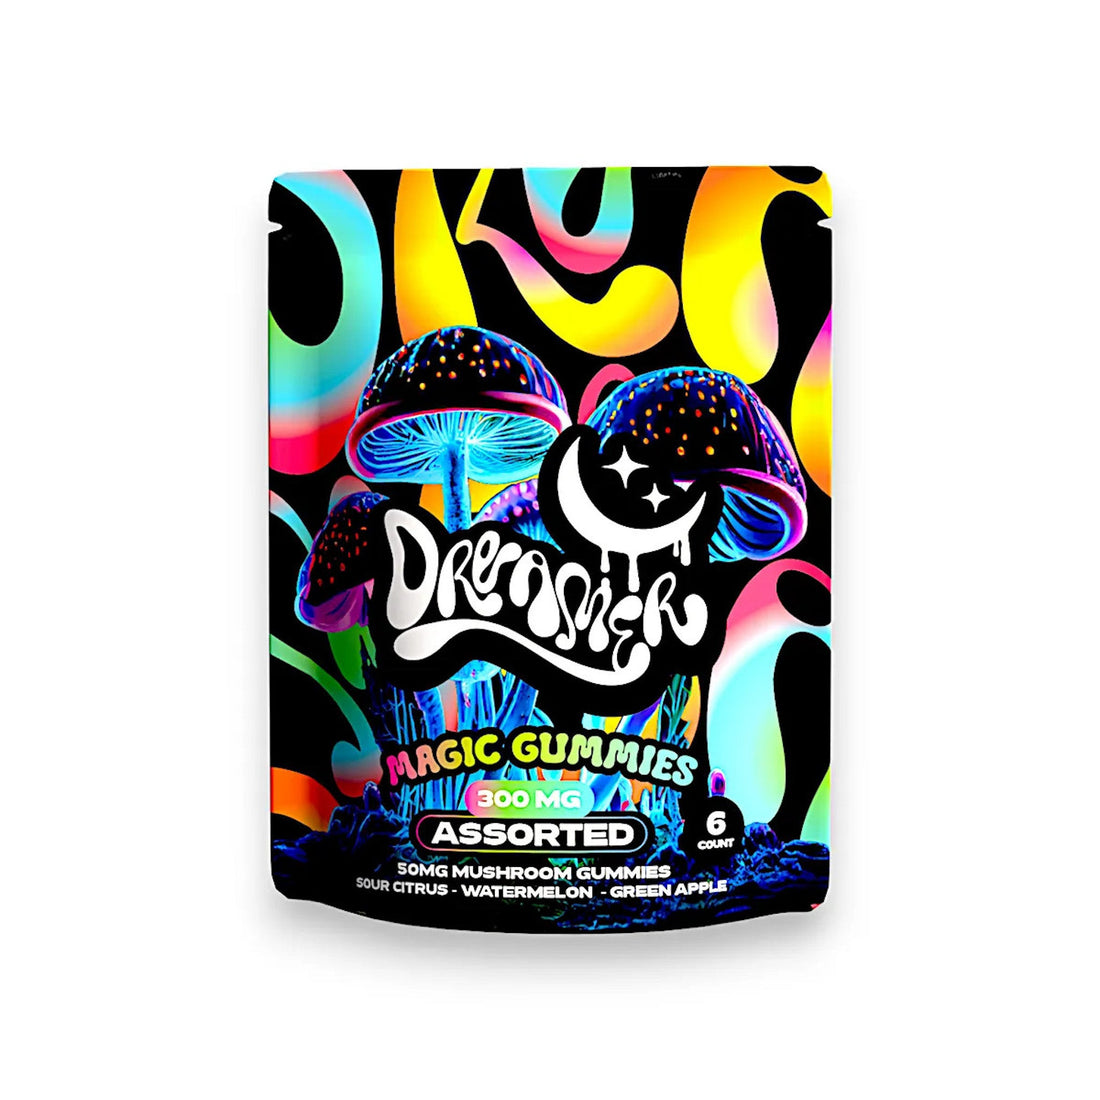 DREAMER
MAGIC GUMMIES
300 MG
ASSORTED
6
COUNT
50MG MUSHROOM GUMMIES
SOUR CITRUS - WATERMELON - GREEN APPLE